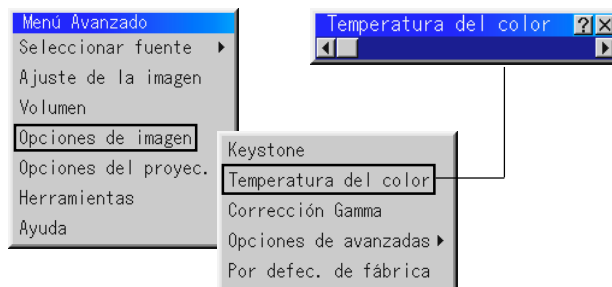 Menú Avanzado
Seleccionar fuente
Ajuste de la imagen
Volumen
Opciones de imagen
Opciones del proyec.
Herramientas
Ayuda
Keystone
Temperatura del color
Corrección Gamma
Opciones de avanzadas
Por defec. de fábrica
Temperatura del color ?